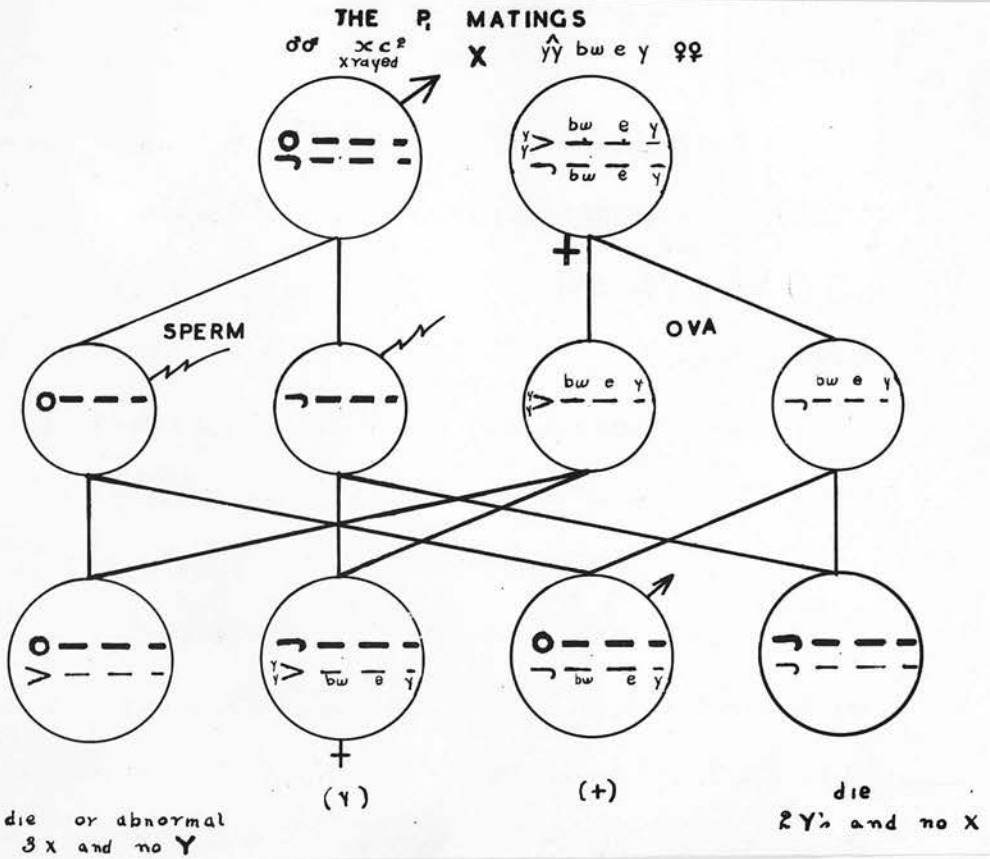 THE P1 MATINGS
♂♂ xc2 X ŷy bw e y ♀♀
xrayed
bw e y
y
y
bw e y
SPERM OVA
bw e y
y
y
bw e y
y
y
bw e y
bw e y
(y) (+) die
die or abnormal 2 Y's and no X
3 x and no Y